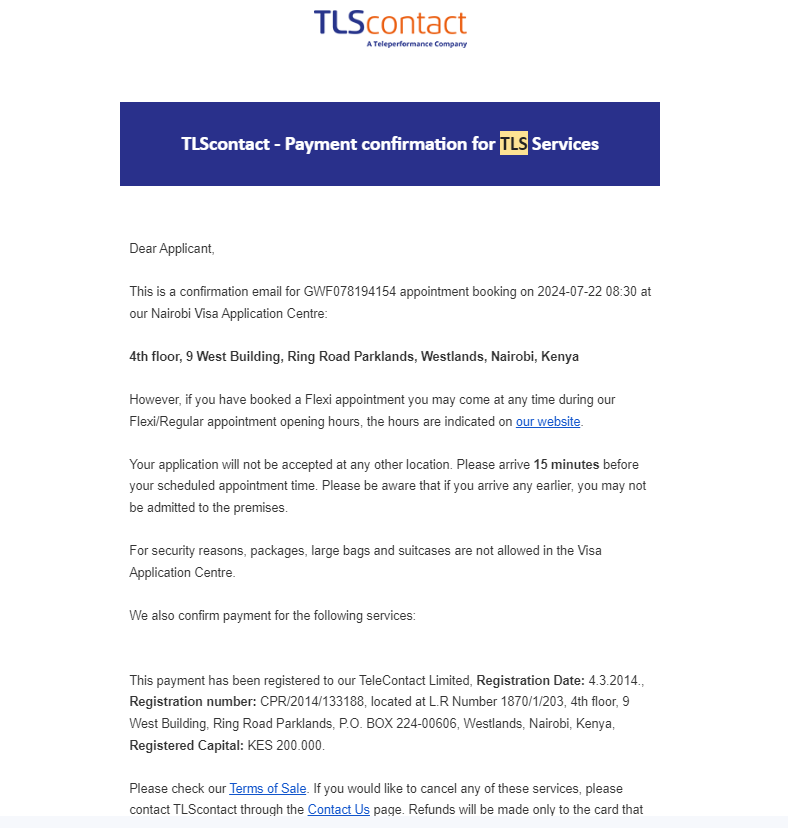 TLScontact
A Teleperformance Company
TLScontact - Payment confirmation for TLS Services
Dear Applicant,
This is a confirmation email for GWF078194154 appointment booking on 2024-07-22 08:30 at
our Nairobi Visa Application Centre:
4th floor, 9 West Building, Ring Road Parklands, Westlands, Nairobi, Kenya
However, if you have booked a Flexi appointment you may come at any time during our
Flexi/Regular appointment opening hours, the hours are indicated on our website.
Your application will not be accepted at any other location. Please arrive 15 minutes before
your scheduled appointment time. Please be aware that if you arrive any earlier, you may not
be admitted to the premises.
For security reasons, packages, large bags and suitcases are not allowed in the Visa
Application Centre.
We also confirm payment for the following services:
This payment has been registered to our TeleContact Limited, Registration Date: 4.3.2014.,
Registration number: CPR/2014/133188, located at L.R Number 1870/1/203, 4th floor, 9
West Building, Ring Road Parklands, P.O. BOX 224-00606, Westlands, Nairobi, Kenya,
Registered Capital: KES 200.000.
Please check our Terms of Sale. If you would like to cancel any of these services, please
contact TLScontact through the Contact Us page. Refunds will be made only to the card that